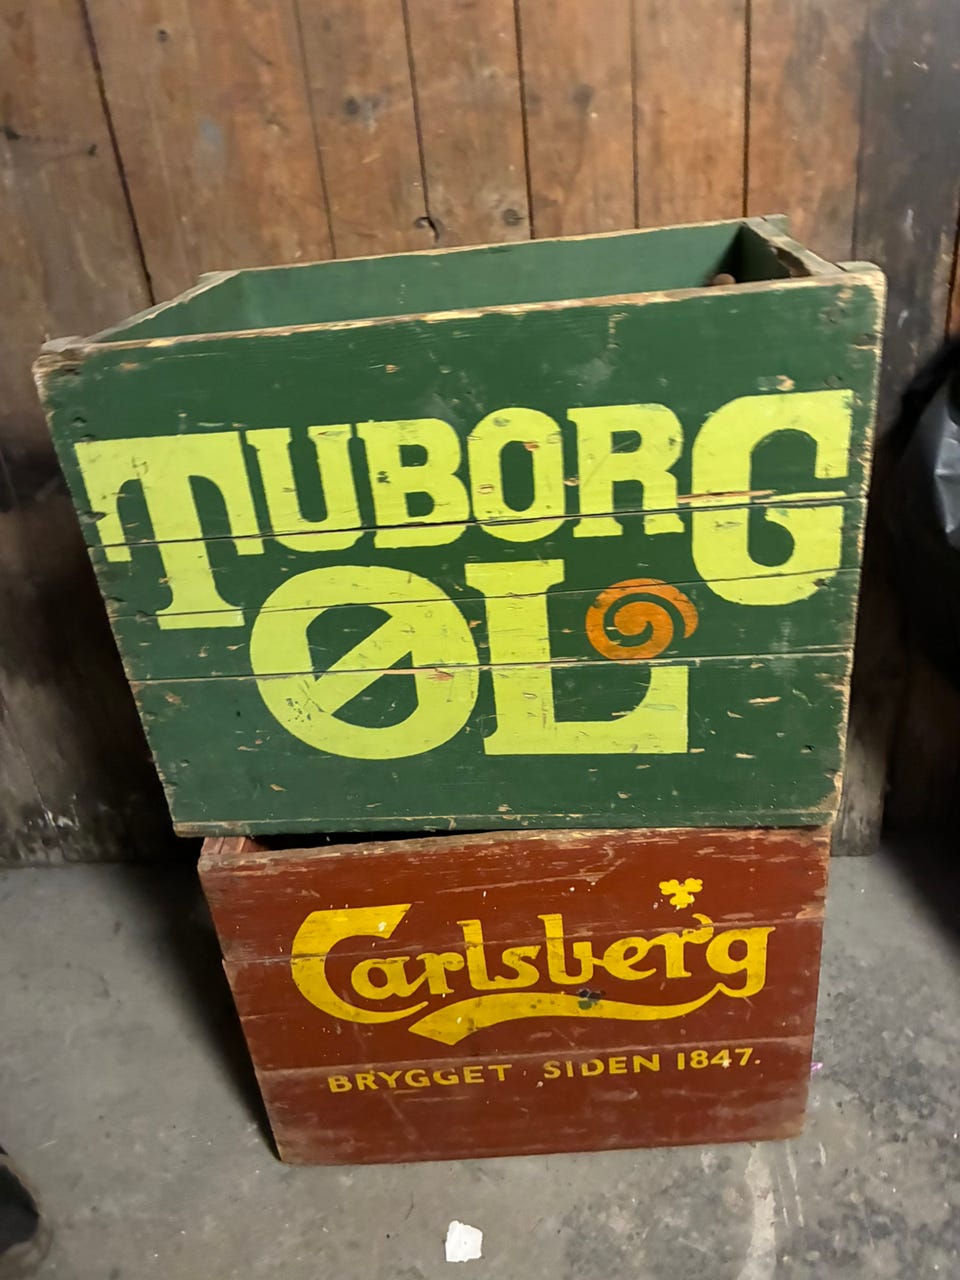 TUBORG
ØL
Carlsberg
BRYGGET SIDEN 1847.